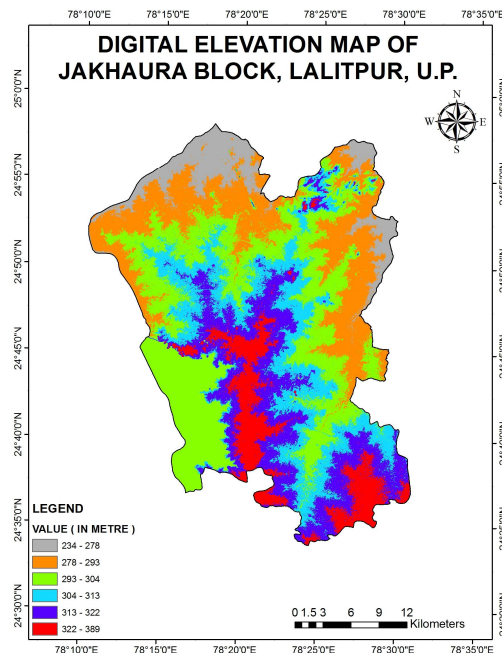 78°10'0"E 78°15'0"E 78°20'0"E 78°25'0"E 78°30'0"E 78°35'0"E
DIGITAL ELEVATION MAP OF
JAKHAURA BLOCK, LALITPUR, U.P.
N
W E
S
25°0'0"N
24°55'0"N
24°50'0"N
24°45'0"N
24°40'0"N
24°35'0"N
24°30'0"N
LEGEND
VALUE ( IN METRE )
234 - 278
278 - 293
293 - 304
304 - 313
313 - 322
322 - 389
0 1.5 3 6 9 12
Kilometers
78°10'0"E 78°15'0"E 78°20'0"E 78°25'0"E 78°30'0"E 78°35'0"E